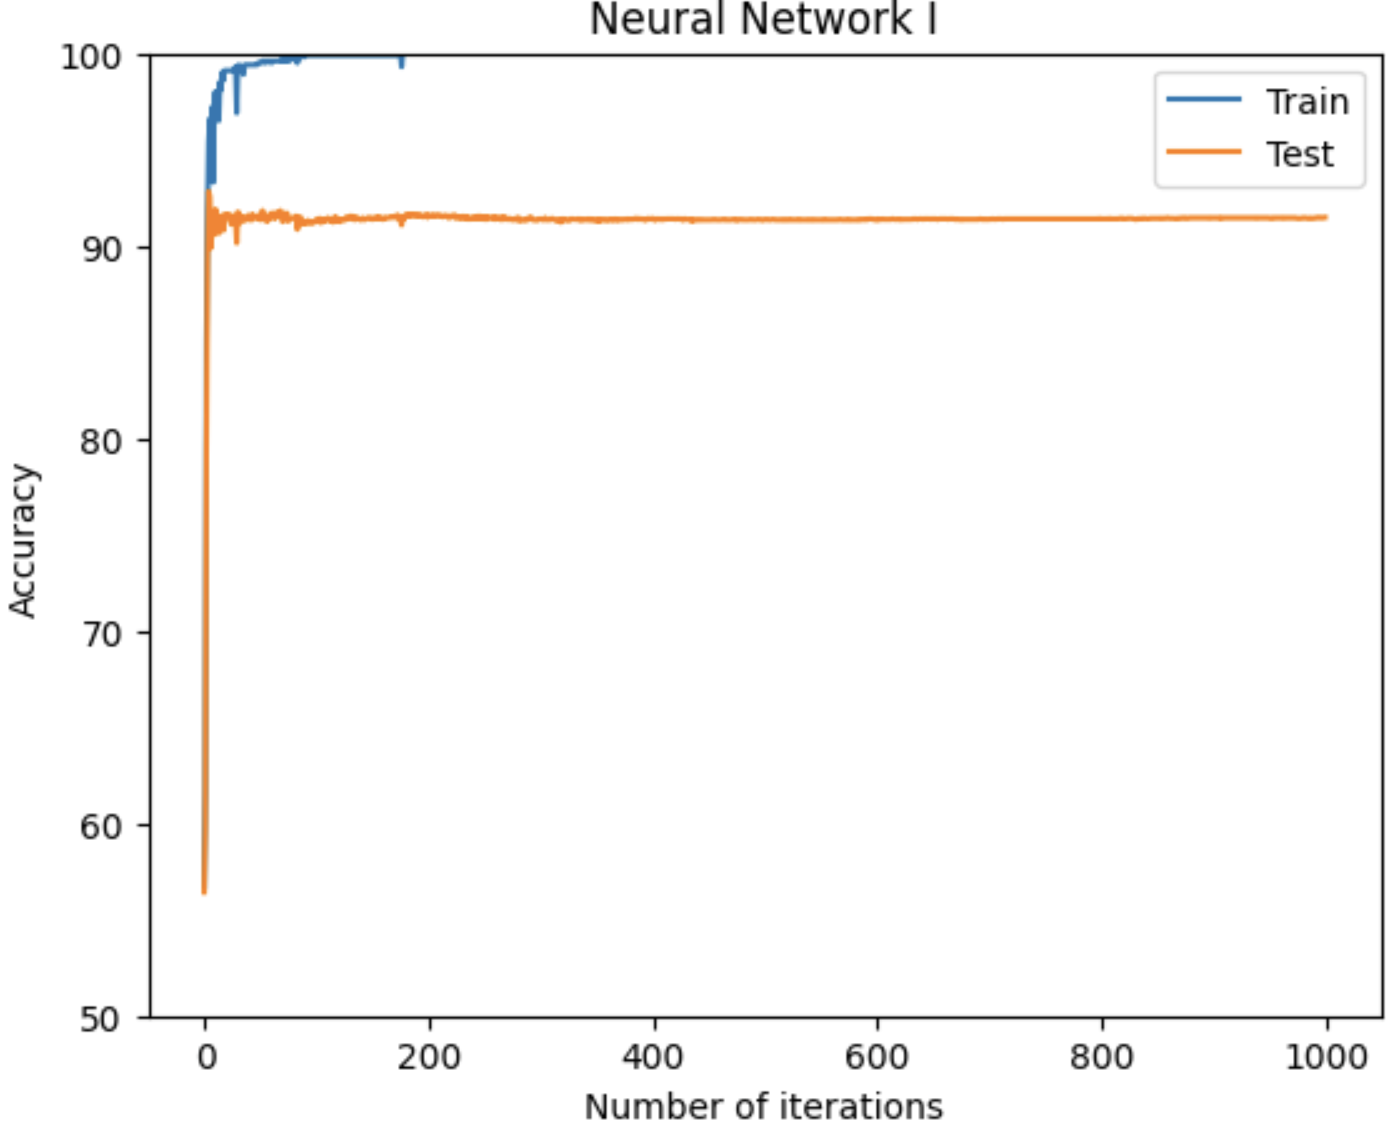 Neural Network I
100
90
80
70
60
50
Accuracy
Train
Test
0 200 400 600 800 1000
Number of iterations